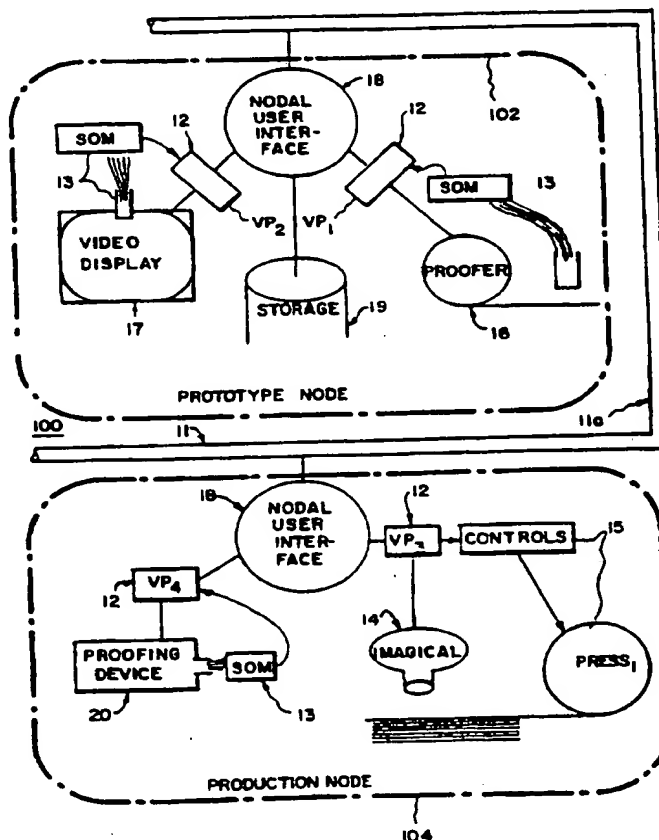 18
102
NODAL
USER
INTER-
FACE
12
12
SOM
13
SOM
13
VP2
VP1
VIDEO
DISPLAY
17
STORAGE
19
PROOFER
16
PROTOTYPE NODE
11a
100
11
18
NODAL
USER
INTER-
FACE
12
CONTROLS
15
12
VP4
14
IMAGICAL
PRESS1
PROOFING
DEVICE
SOM
20
13
PRODUCTION NODE
104